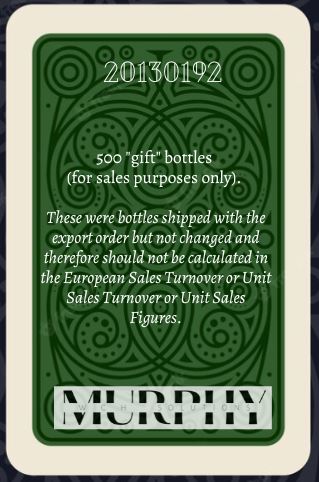 20130192
500 "gift" bottles
(for sales purposes only).
These were bottles shipped with the
export order but not changed and
therefore should not be calculated in
the European Sales Turnover or Unit
Sales Turnover or Unit Sales
Figures.
MURPHY
W.C.H. SOLUTIONS